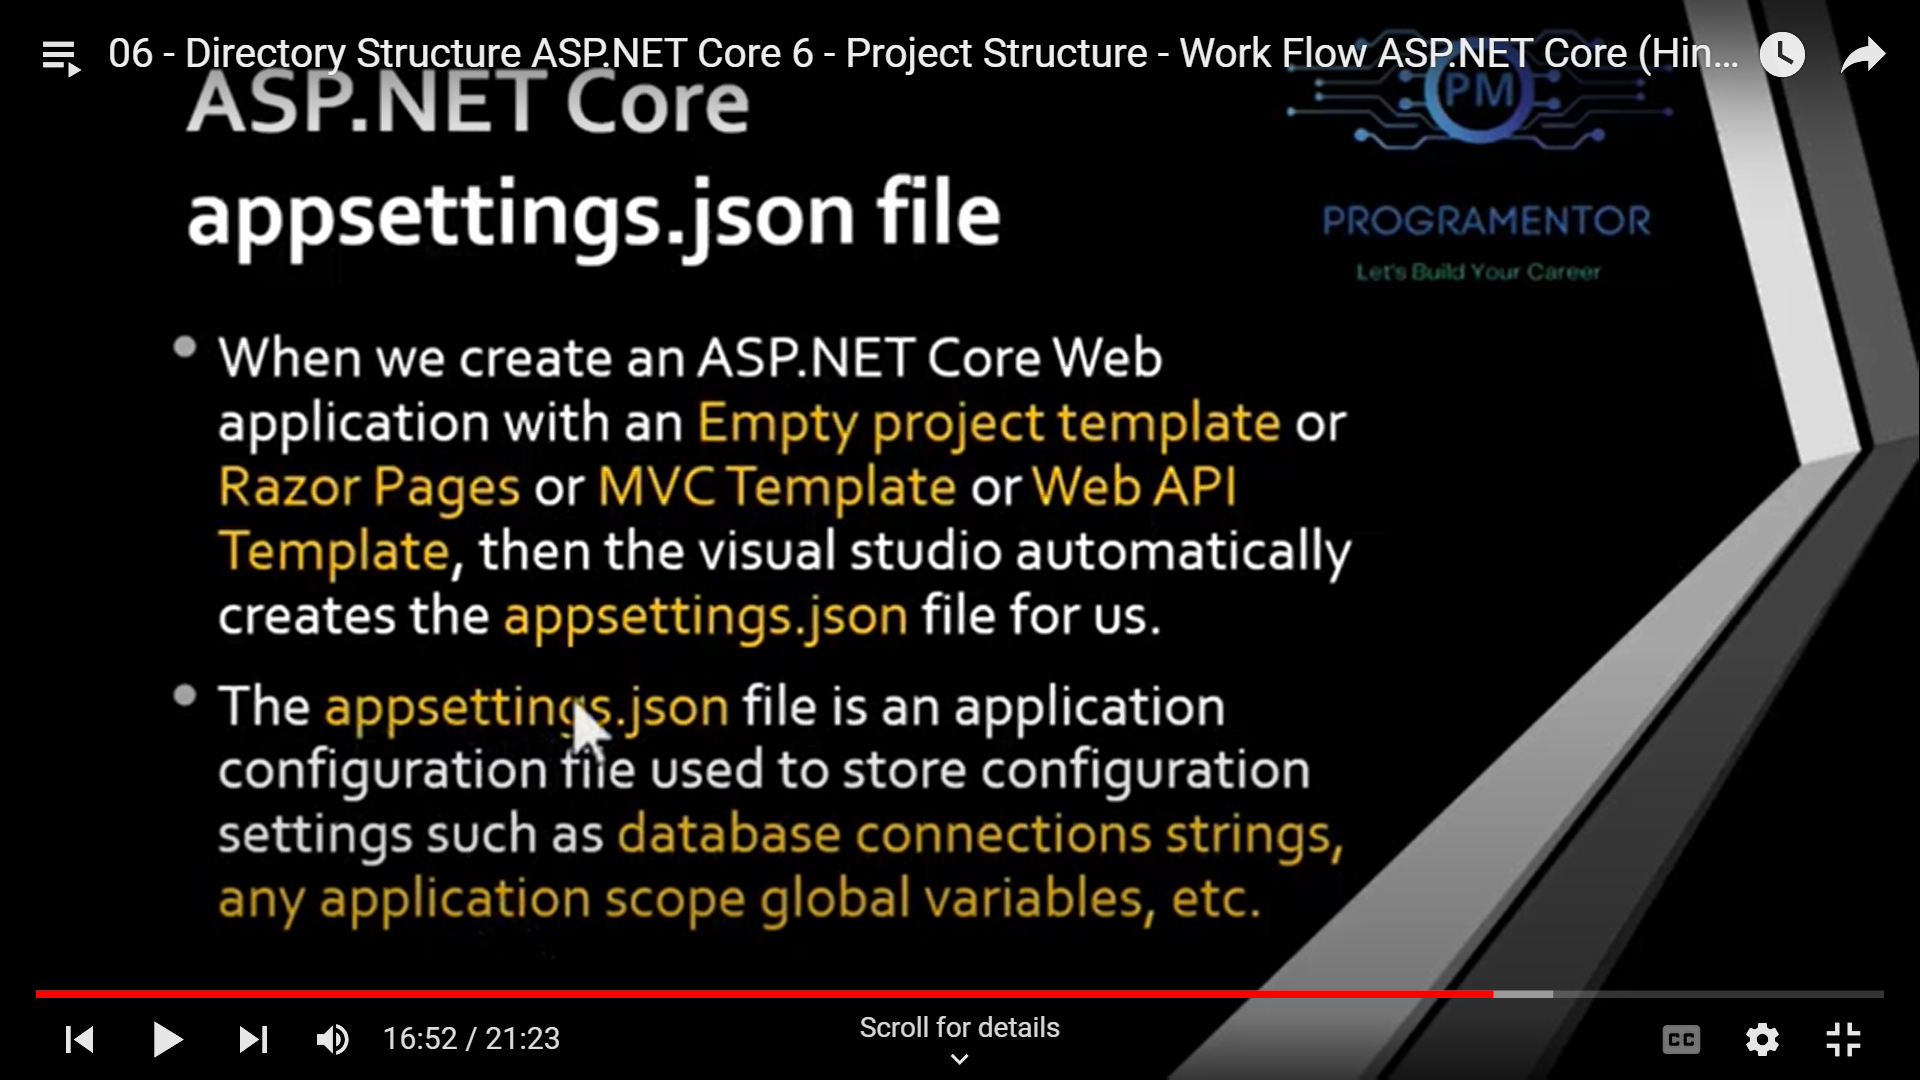 06 - Directory Structure ASP.NET Core 6 - Project Structure - Work Flow ASP.NET Core (Hin...
ASP.NET Core
appsettings.json file
PM
PROGRAMENTOR
Let's Build Your Career
• When we create an ASP.NET Core Web
application with an Empty project template or
Razor Pages or MVC Template or Web API
Template, then the visual studio automatically
creates the appsettings.json file for us.
• The appsettings.json file is an application
configuration file used to store configuration
settings such as database connections strings,
any application scope global variables, etc.
16:52 / 21:23
Scroll for details
CC